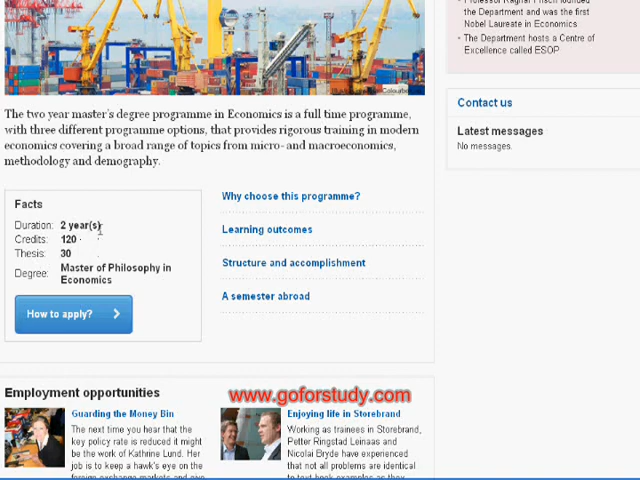 Professor Ragnar Frisch founded
the Department and was the first
Nobel Laureate in Economics
The Department hosts a Centre of
Excellence called ESOP
Contact us
Latest messages
No messages.
The two year master's degree programme in Economics is a full time programme,
with three different programme options, that provides rigorous training in modern
economics covering a broad range of topics from micro- and macroeconomics,
methodology and demography.
Facts
Duration: 2 year(s)
Credits: 120
Thesis: 30
Degree: Master of Philosophy in
Economics
How to apply?
Why choose this programme?
Learning outcomes
Structure and accomplishment
A semester abroad
Employment opportunities
www.goforstudy.com
Guarding the Money Bin
The next time you hear that the
key policy rate is reduced it might
be the work of Kathrine Lund. Her
job is to keep a hawk's eye on the
foreign exchange markets and give
Enjoying life in Storebrand
Working as trainees in Storebrand,
Petter Ringstad Leinaas and
Nicolai Bryde have experienced
that not all problems are identical
to text book examples as they